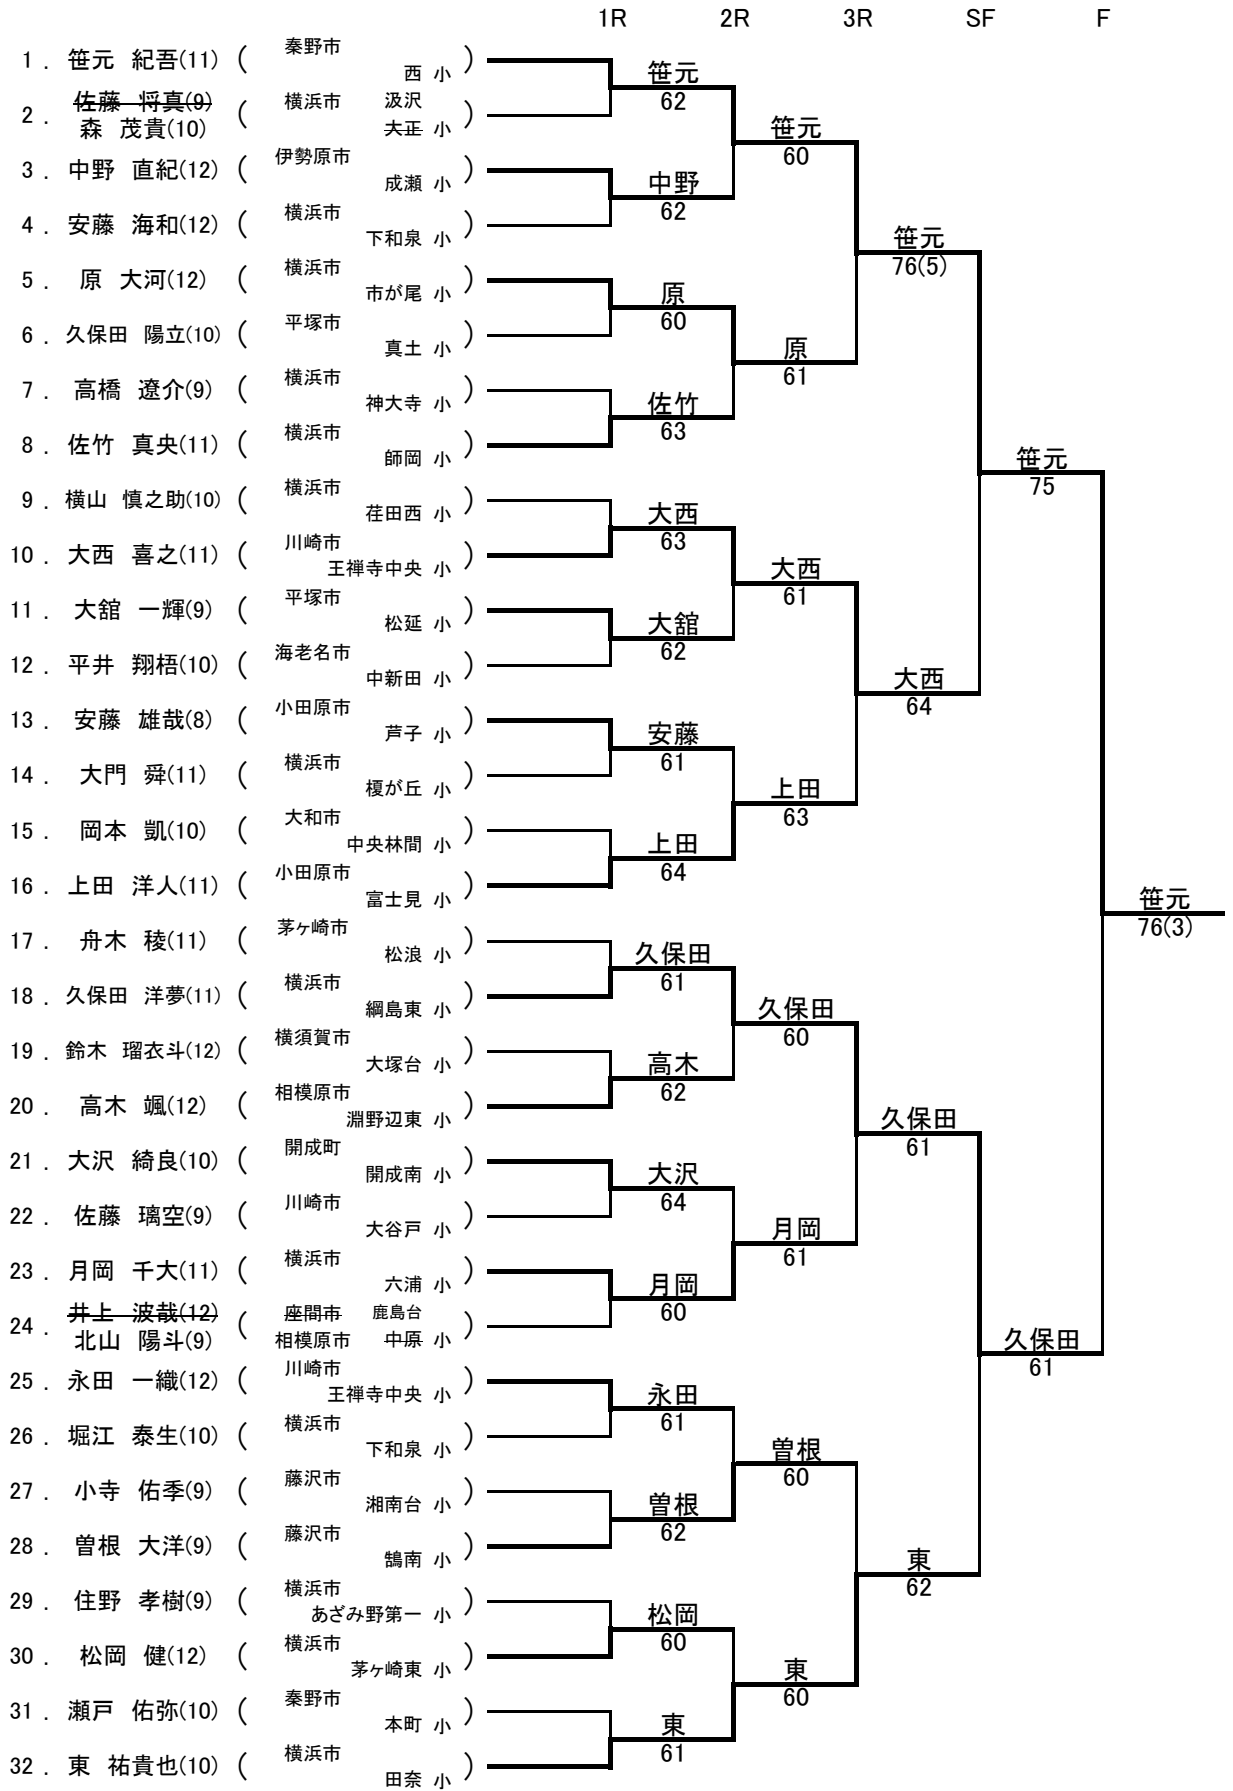 1R 2R 3R SF F
1 . 笹元 紀吾(11) ( 秦野市 西 小 )
2 . 佐藤 将真(9) 森 茂貴(10) ( 横浜市 汲沢 大正 小 )
3 . 中野 直紀(12) ( 伊勢原市 成瀬 小 )
4 . 安藤 海和(12) ( 横浜市 下和泉 小 )
5 . 原 大河(12) ( 横浜市 市が尾 小 )
6 . 久保田 陽立(10) ( 平塚市 真土 小 )
7 . 高橋 遼介(9) ( 横浜市 神大寺 小 )
8 . 佐竹 真央(11) ( 横浜市 師岡 小 )
9 . 横山 慎之助(10) ( 横浜市 荏田西 小 )
10 . 大西 喜之(11) ( 川崎市 王禅寺中央 小 )
11 . 大舘 一輝(9) ( 平塚市 松延 小 )
12 . 平井 翔梧(10) ( 海老名市 中新田 小 )
13 . 安藤 雄哉(8) ( 小田原市 芦子 小 )
14 . 大門 舜(11) ( 横浜市 榎が丘 小 )
15 . 岡本 凱(10) ( 大和市 中央林間 小 )
16 . 上田 洋人(11) ( 小田原市 富士見 小 )
17 . 舟木 稜(11) ( 茅ヶ崎市 松浪 小 )
18 . 久保田 洋夢(11) ( 横浜市 綱島東 小 )
19 . 鈴木 瑠衣斗(12) ( 横須賀市 大塚台 小 )
20 . 高木 颯(12) ( 相模原市 淵野辺東 小 )
21 . 大沢 綺良(10) ( 開成町 開成南 小 )
22 . 佐藤 璃空(9) ( 川崎市 大谷戸 小 )
23 . 月岡 千大(11) ( 横浜市 六浦 小 )
24 . 井上 波哉(12) 北山 陽斗(9) ( 座間市 鹿島台 相模原市 中原 小 )
25 . 永田 一織(12) ( 川崎市 王禅寺中央 小 )
26 . 堀江 泰生(10) ( 横浜市 下和泉 小 )
27 . 小寺 佑季(9) ( 藤沢市 湘南台 小 )
28 . 曽根 大洋(9) ( 藤沢市 鵠南 小 )
29 . 住野 孝樹(9) ( 横浜市 あざみ野第一 小 )
30 . 松岡 健(12) ( 横浜市 茅ヶ崎東 小 )
31 . 瀬戸 佑弥(10) ( 秦野市 本町 小 )
32 . 東 祐貴也(10) ( 横浜市 田奈 小 )
笹元
62
中野
62
原
60
佐竹
63
大西
63
大舘
62
安藤
61
上田
64
久保田
61
高木
62
大沢
64
月岡
60
永田
61
曽根
62
松岡
60
東
61
笹元
60
原
61
大西
61
上田
63
久保田
60
月岡
61
曽根
60
東
60
笹元
76(5)
大西
64
久保田
61
東
62
笹元
75
久保田
61
笹元
76(3)